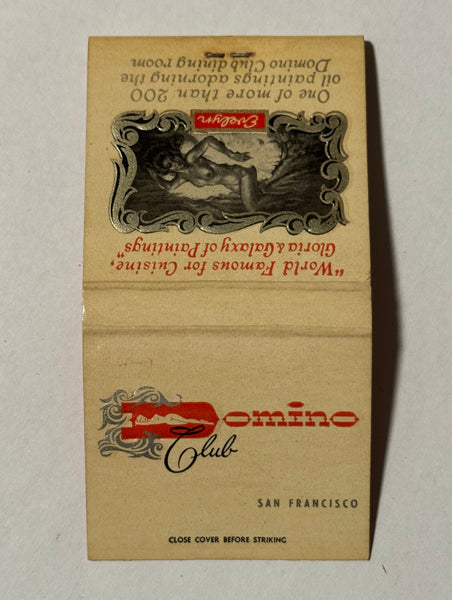 One of more than 200
oil paintings adorning the
Domino Club dining room
Evelyn
"World Famous for Cuisine,
Gloria & Galaxy of Paintings"
Domino
Club
SAN FRANCISCO
CLOSE COVER BEFORE STRIKING